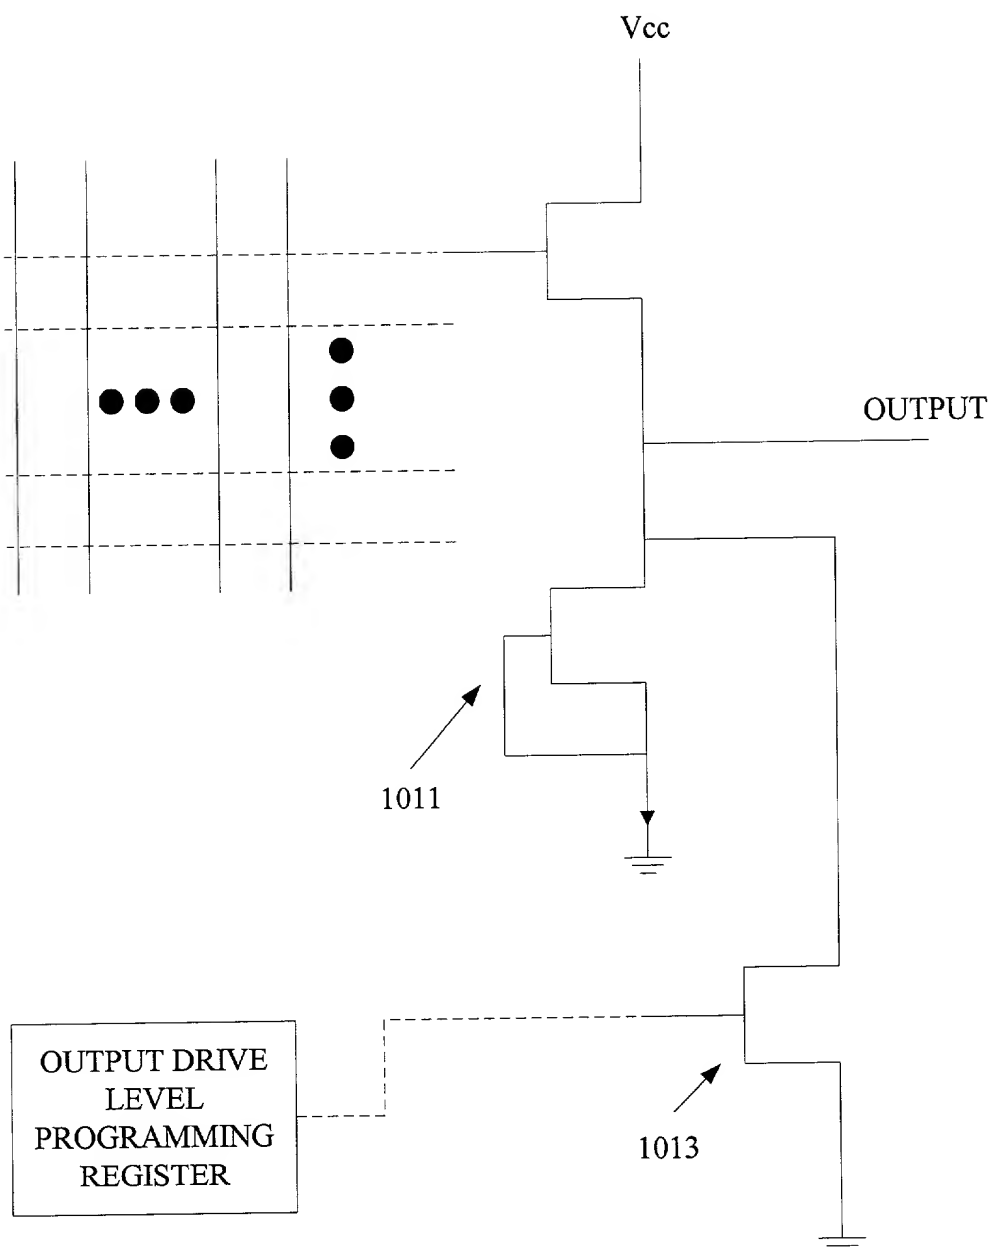 Vcc
OUTPUT
1011
OUTPUT DRIVE
LEVEL
PROGRAMMING
REGISTER
1013